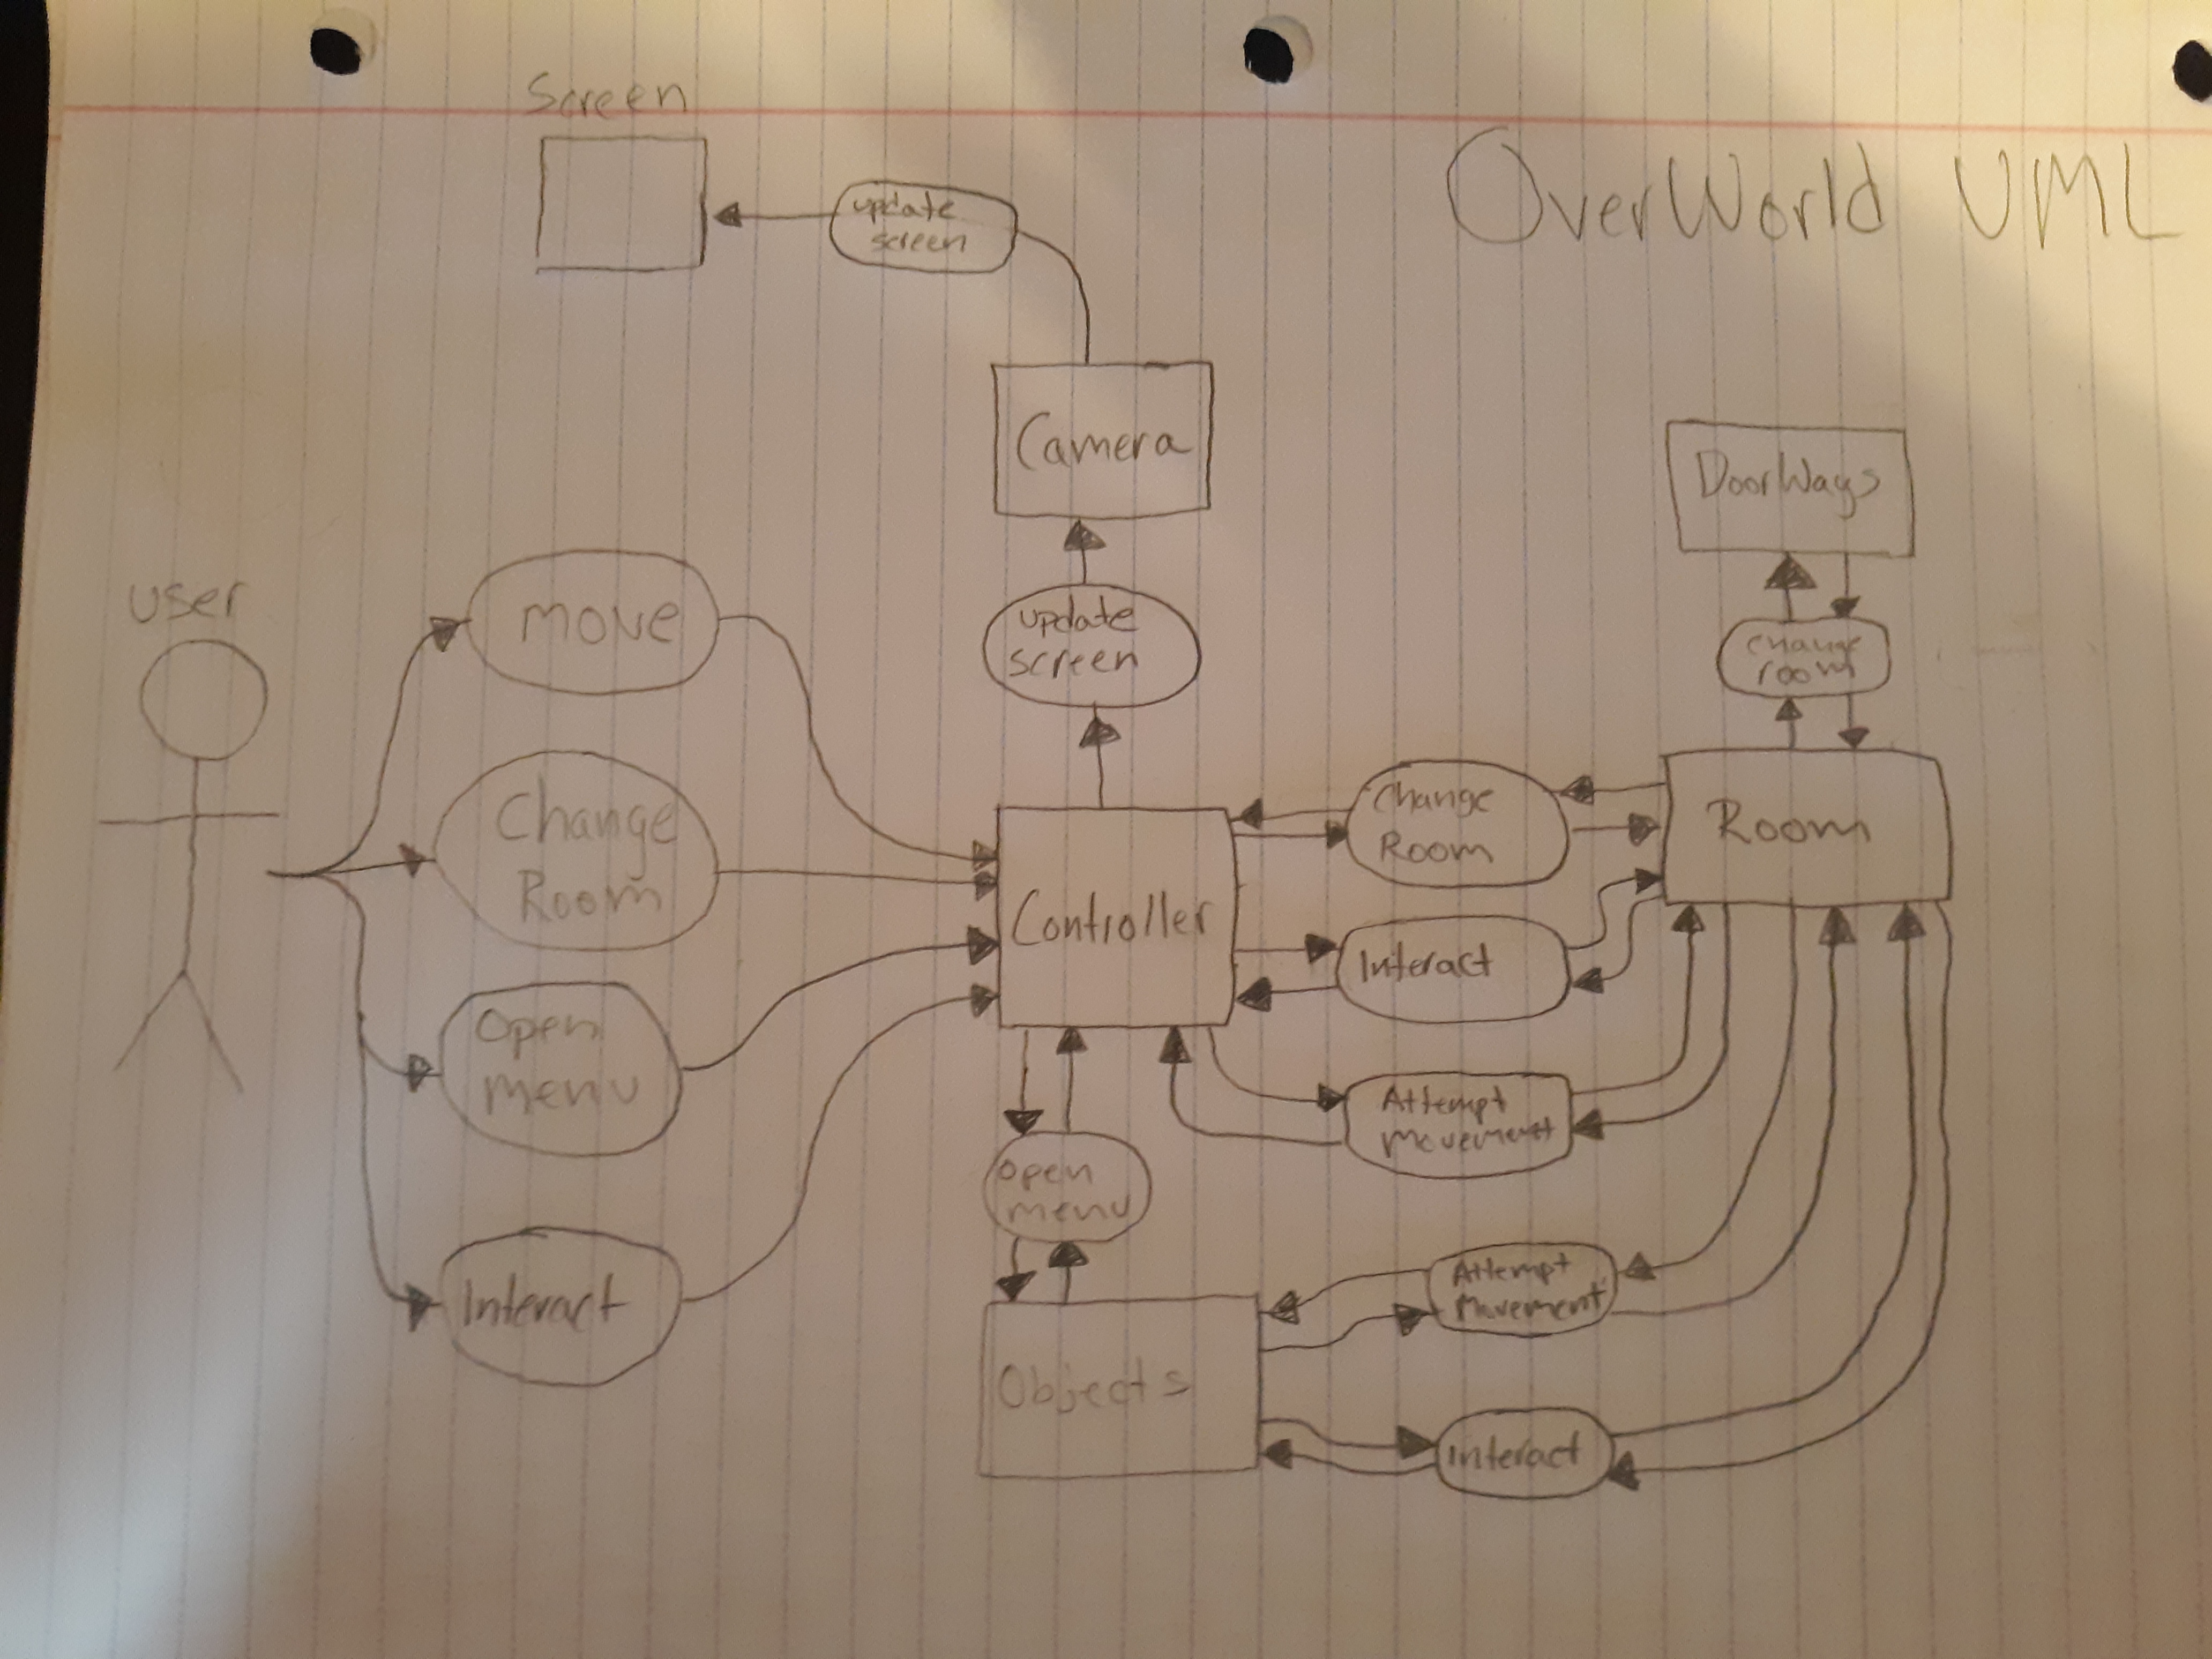 OverWorld UML
Screen
update
screen
User
Camera
DoorWays
move
update
screen
change
room
Change
Room
Change
Room
Controller
Room
Interact
Open
Menu
Attempt
Movement
Open
menu
Interact
Attempt
Movement
Objects
Interact